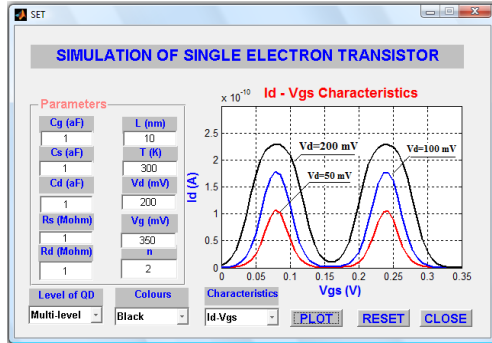 SET
SIMULATION OF SINGLE ELECTRON TRANSISTOR
Parameters
Cg (aF)
1
Cs (aF)
1
Cd (aF)
1
Rs (Mohm)
1
Rd (Mohm)
1
L (nm)
10
T (K)
300
Vd (mV)
200
Vg (mV)
350
n
2
x 10^-10
Id - Vgs Characteristics
Id (A)
2.5
2
1.5
1
0.5
0
Vd=200 mV
Vd=100 mV
Vd=50 mV
0.05 0.1 0.15 0.2 0.25 0.3 0.35
Vgs (V)
Level of QD
Multi-level
Colours
Black
Characteristics
Id-Vgs
PLOT
RESET
CLOSE